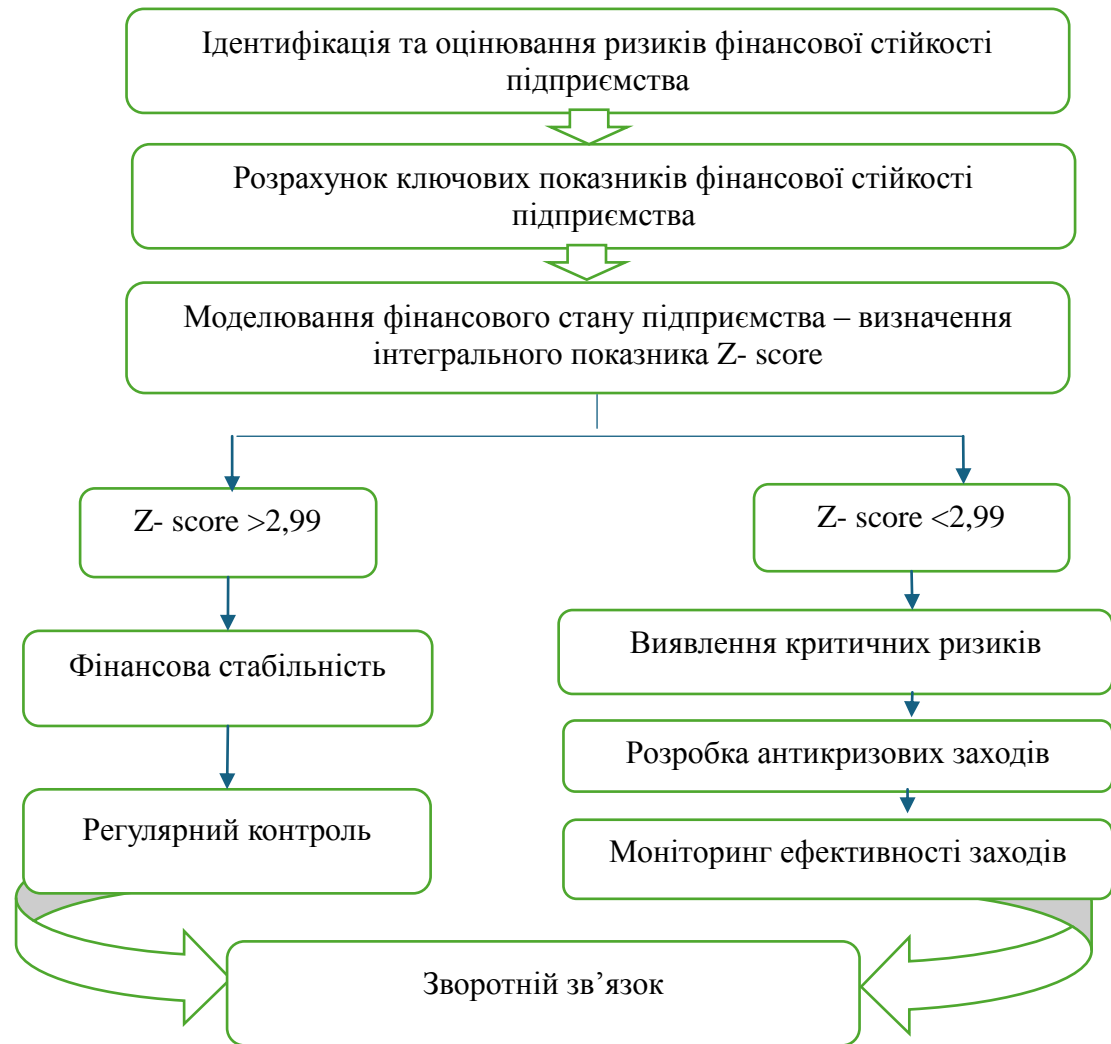 Ідентифікація та оцінювання ризиків фінансової стійкості
підприємства
Розрахунок ключових показників фінансової стійкості
підприємства
Моделювання фінансового стану підприємства – визначення
інтегрального показника Z- score
Z- score >2,99
Z- score <2,99
Фінансова стабільність
Виявлення критичних ризиків
Розробка антикризових заходів
Регулярний контроль
Моніторинг ефективності заходів
Зворотній зв’язок